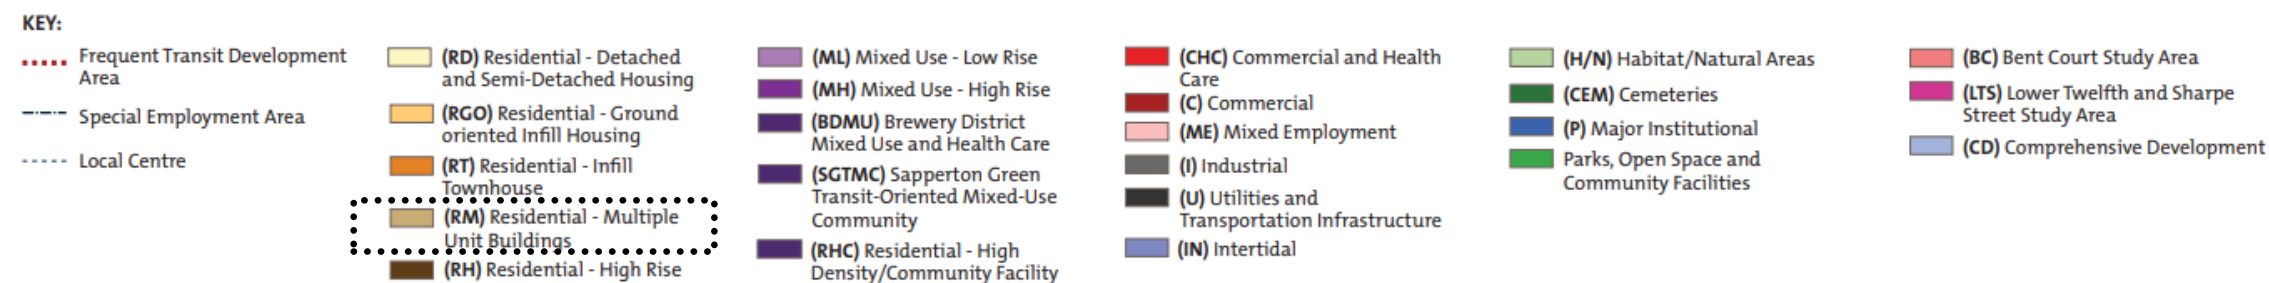 KEY:
Frequent Transit Development
Area
Special Employment Area
Local Centre
(RD) Residential - Detached
and Semi-Detached Housing
(RGO) Residential - Ground
oriented Infill Housing
(RT) Residential - Infill
Townhouse
(RM) Residential - Multiple
Unit Buildings
(RH) Residential - High Rise
(ML) Mixed Use - Low Rise
(MH) Mixed Use - High Rise
(BDMU) Brewery District
Mixed Use and Health Care
(SGTMC) Sapperton Green
Transit-Oriented Mixed-Use
Community
(RHC) Residential - High
Density/Community Facility
(CHC) Commercial and Health
Care
(C) Commercial
(ME) Mixed Employment
(I) Industrial
(U) Utilities and
Transportation Infrastructure
(IN) Intertidal
(H/N) Habitat/Natural Areas
(CEM) Cemeteries
(P) Major Institutional
Parks, Open Space and
Community Facilities
(BC) Bent Court Study Area
(LTS) Lower Twelfth and Sharpe
Street Study Area
(CD) Comprehensive Development